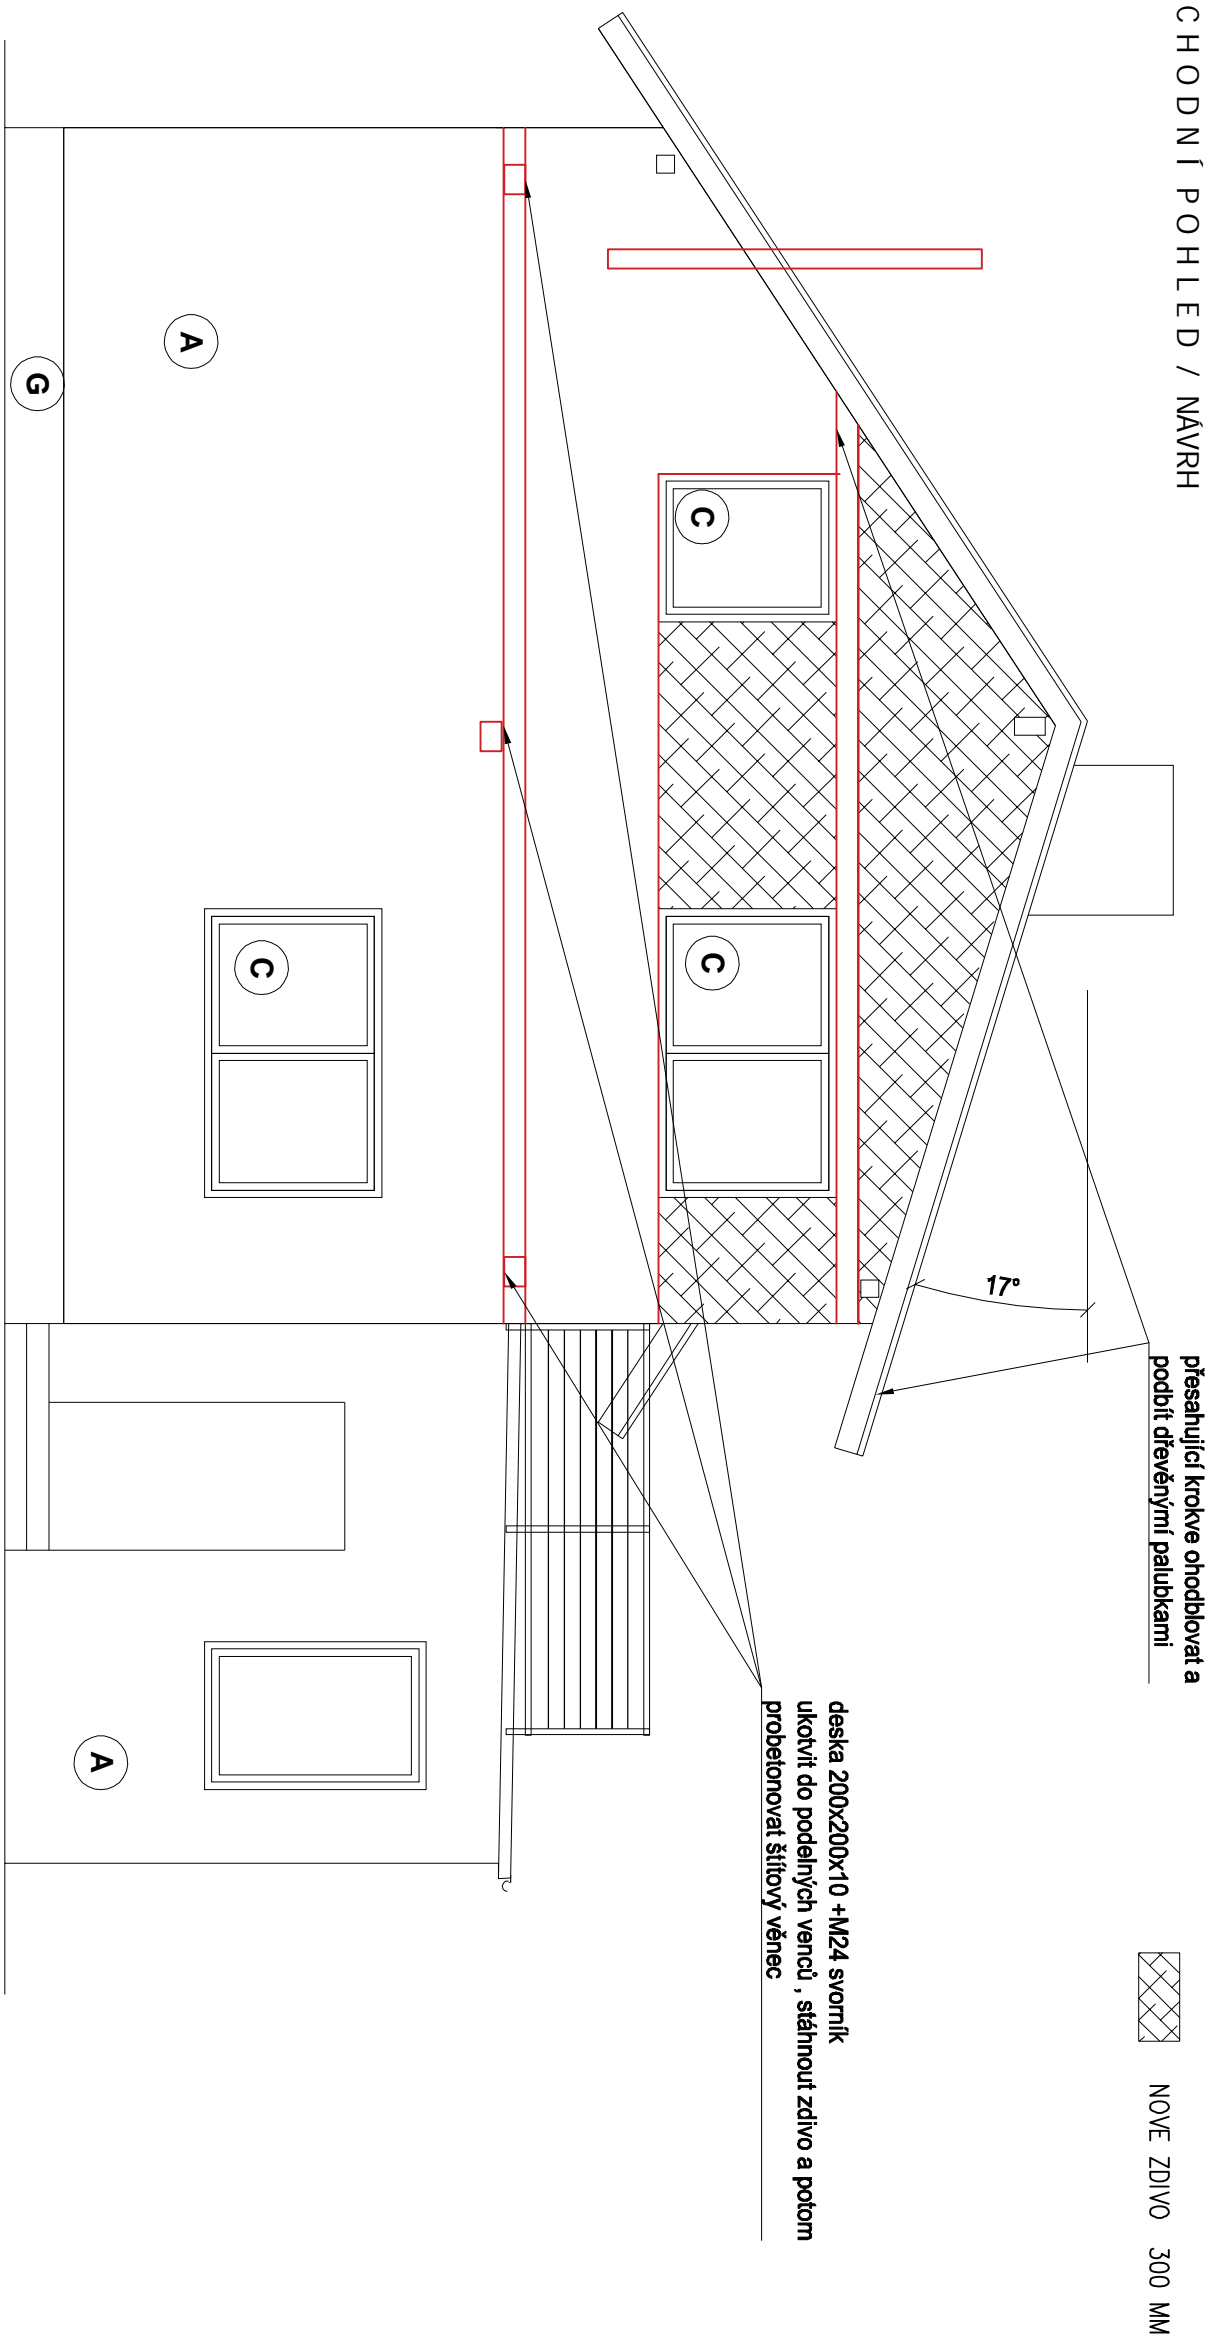 CHODNÍ POHLED / NÁVRH
přesahující krokve ohodblovat a
podbít dřevěnými palubkami
17°
deska 200x200x10 +M24 svorník
ukotvit do podelných venců , stáhnout zdivo a potom
probetonovat štítový věnec
NOVE ZDIVO 300 MM
C
C
C
A
G
A